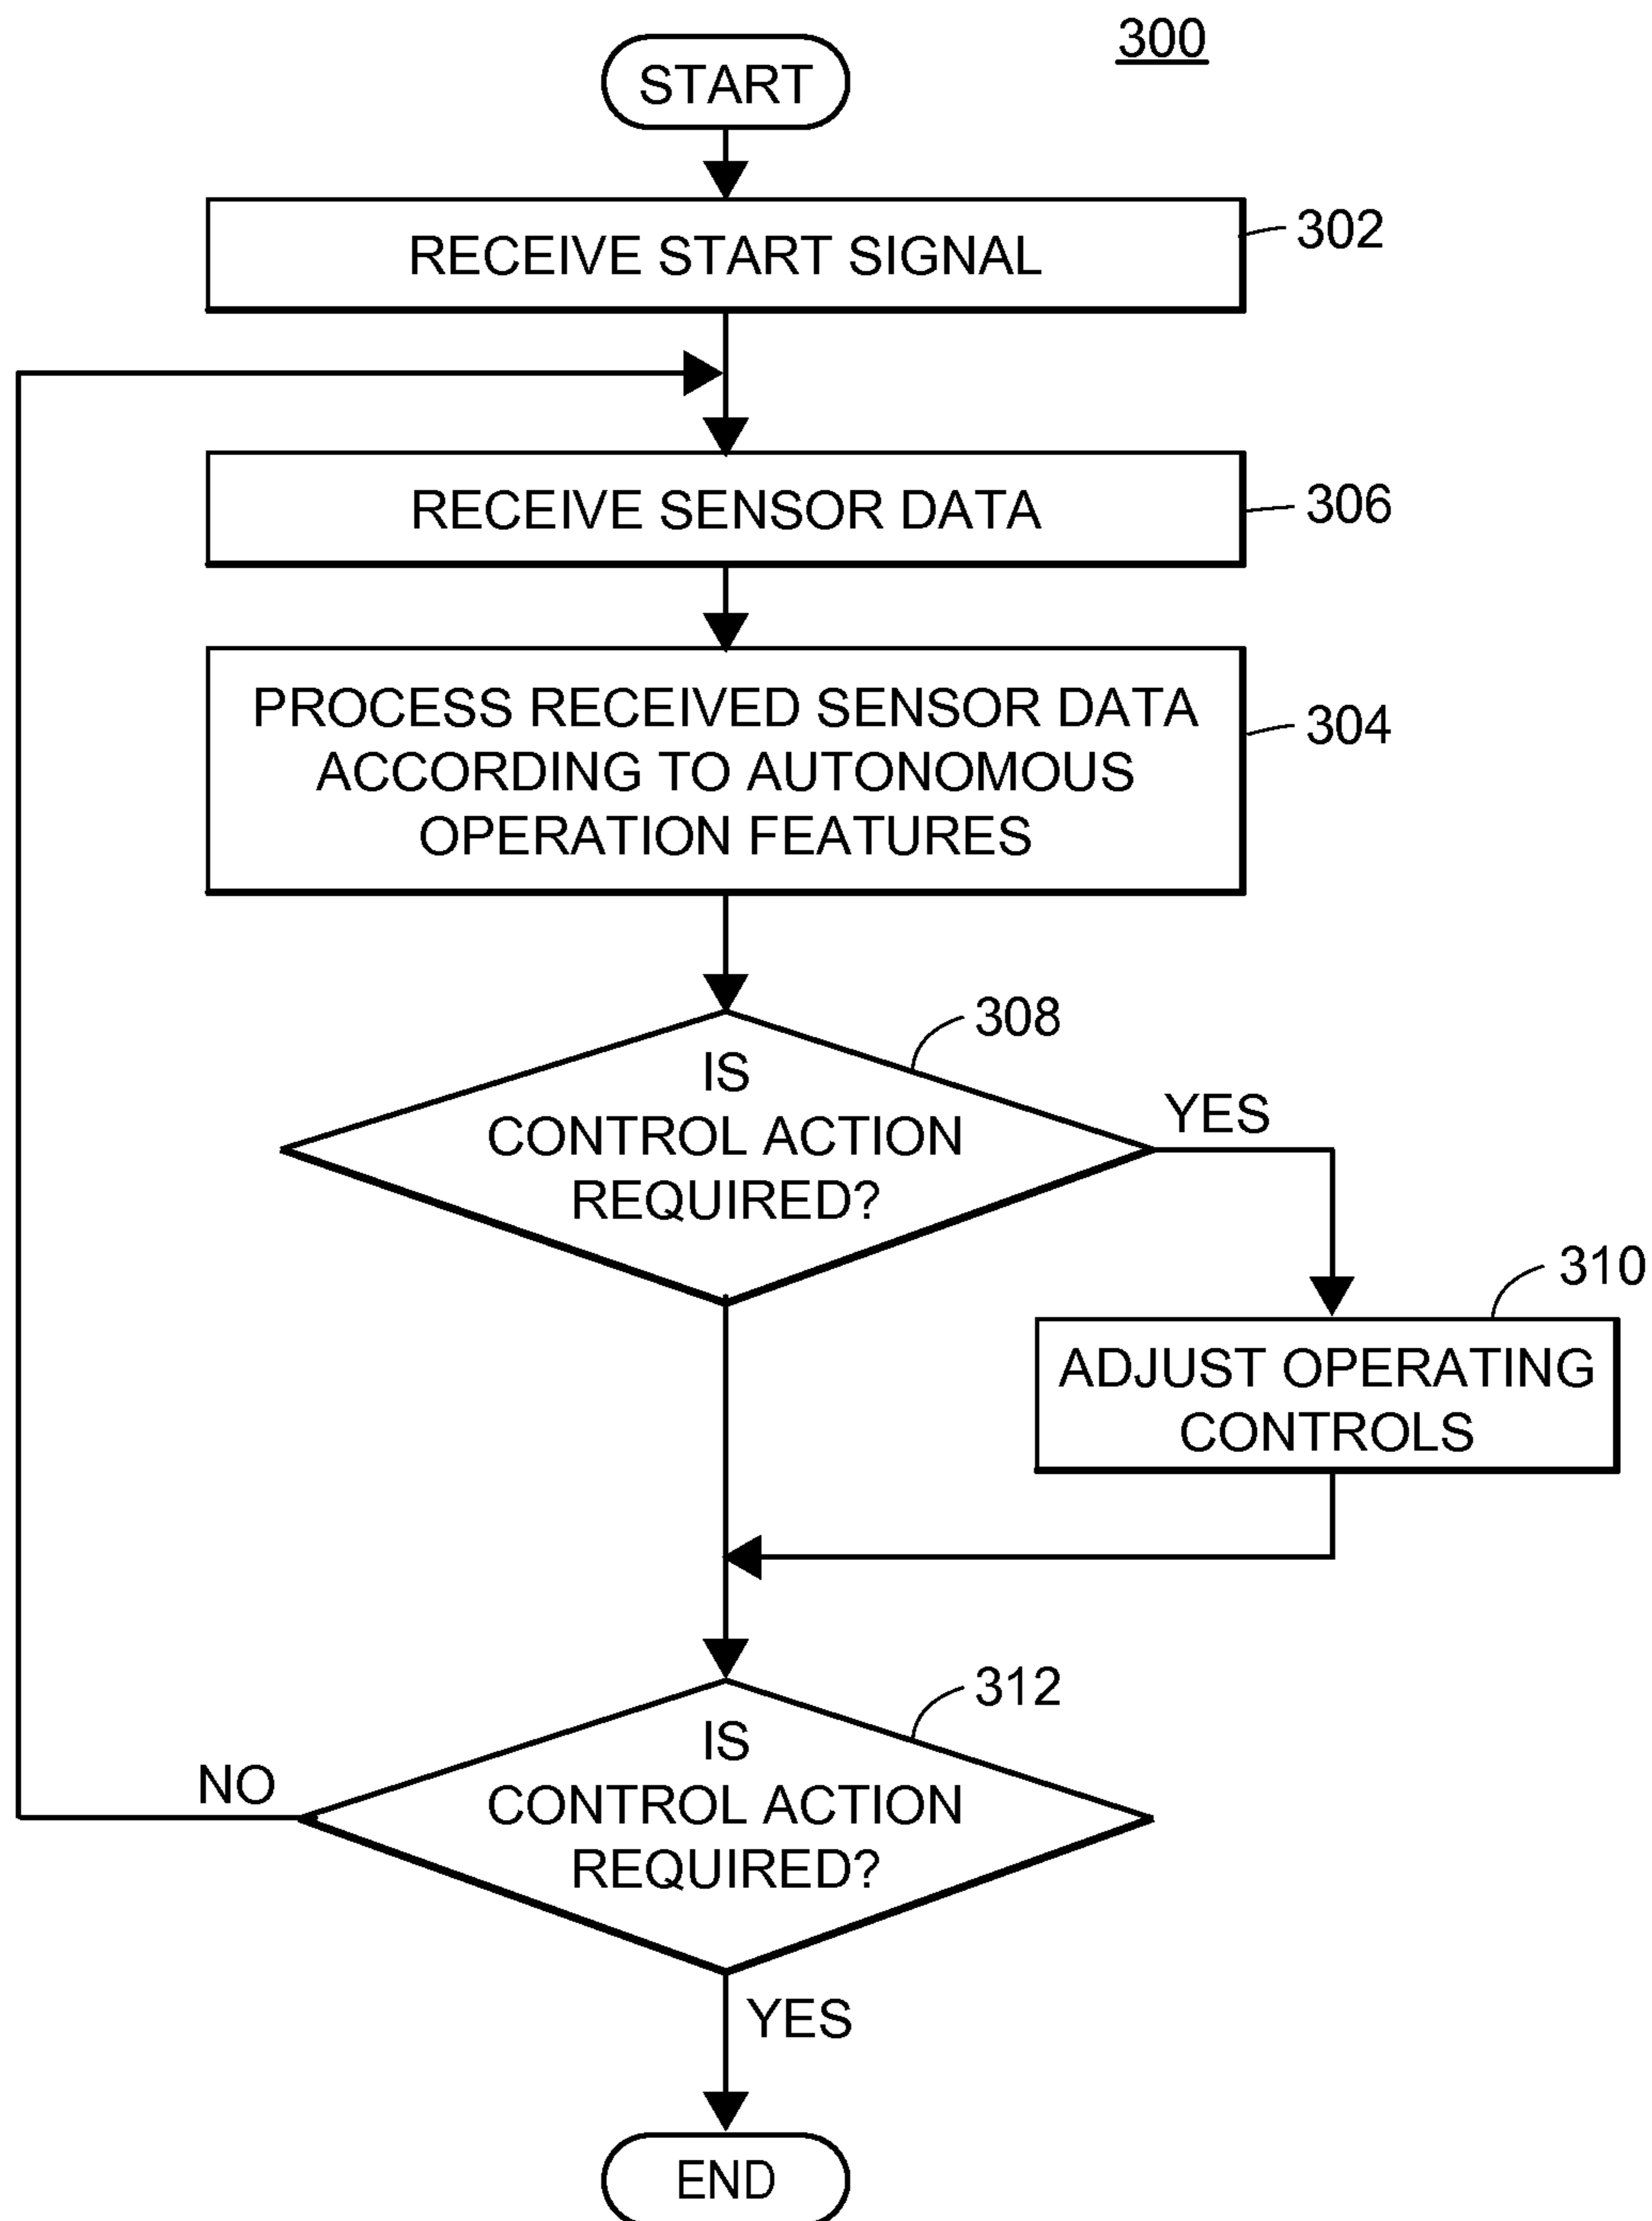 300
START
RECEIVE START SIGNAL
302
RECEIVE SENSOR DATA
306
PROCESS RECEIVED SENSOR DATA
ACCORDING TO AUTONOMOUS
OPERATION FEATURES
304
308
IS
CONTROL ACTION
REQUIRED?
YES
310
ADJUST OPERATING
CONTROLS
312
IS
CONTROL ACTION
REQUIRED?
NO
YES
END